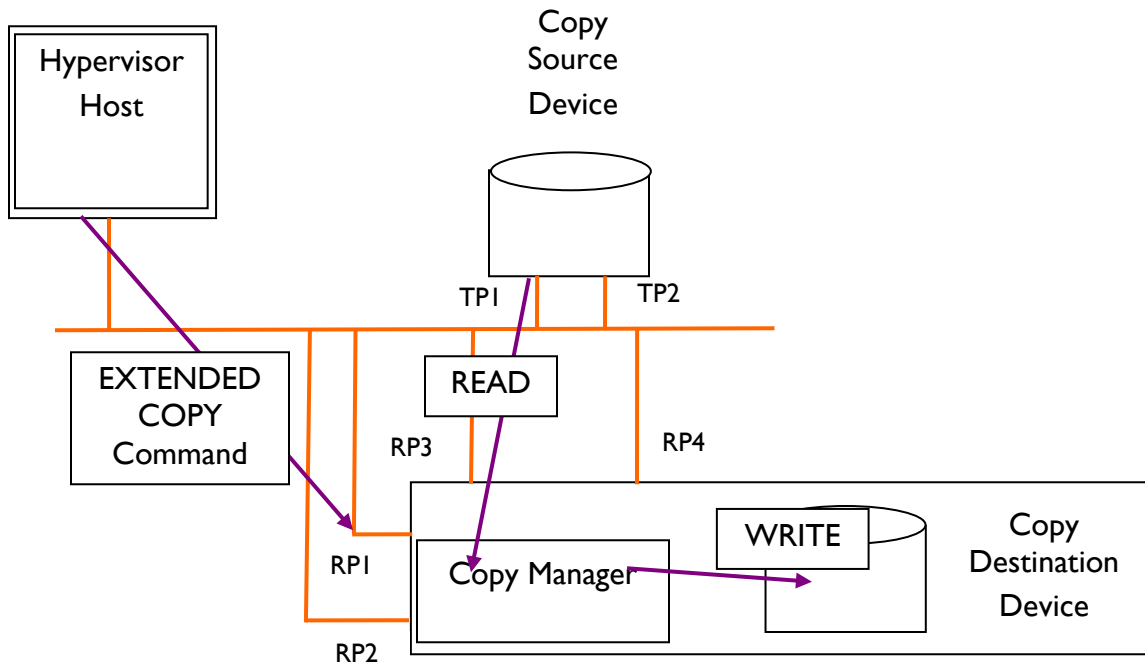 Hypervisor
Host
Copy
Source
Device
TP1
TP2
EXTENDED
COPY
Command
READ
RP3
RP4
WRITE
Copy
Destination
Device
RP1
Copy Manager
RP2